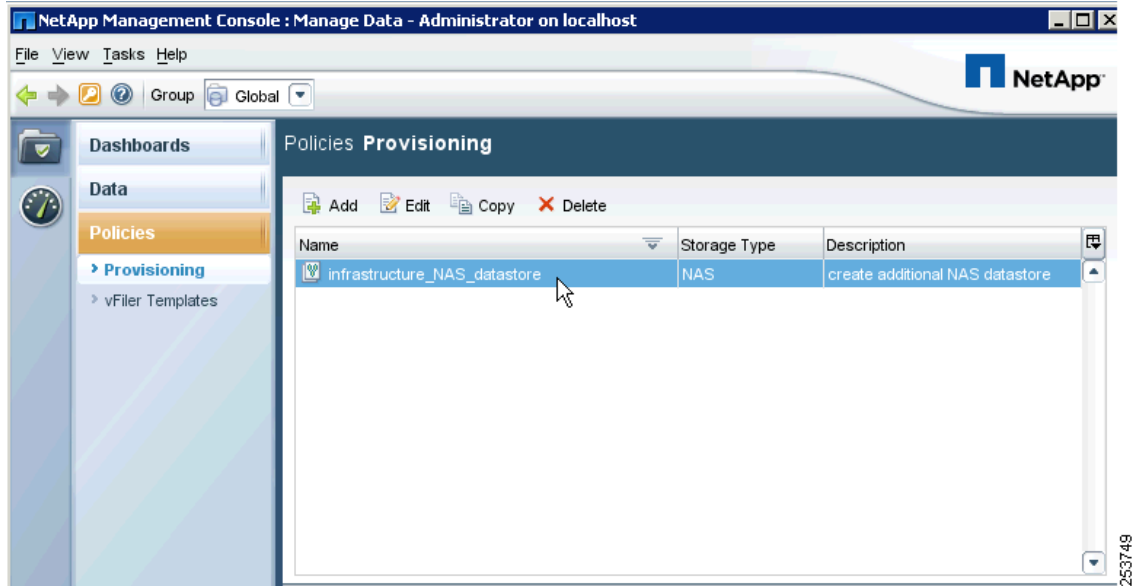 NetApp Management Console : Manage Data - Administrator on localhost
File View Tasks Help
NetApp
Group Global
Dashboards
Data
Policies
Provisioning
vFiler Templates
Policies Provisioning
Add Edit Copy Delete
Name Storage Type Description
infrastructure_NAS_datastore NAS create additional NAS datastore
253749